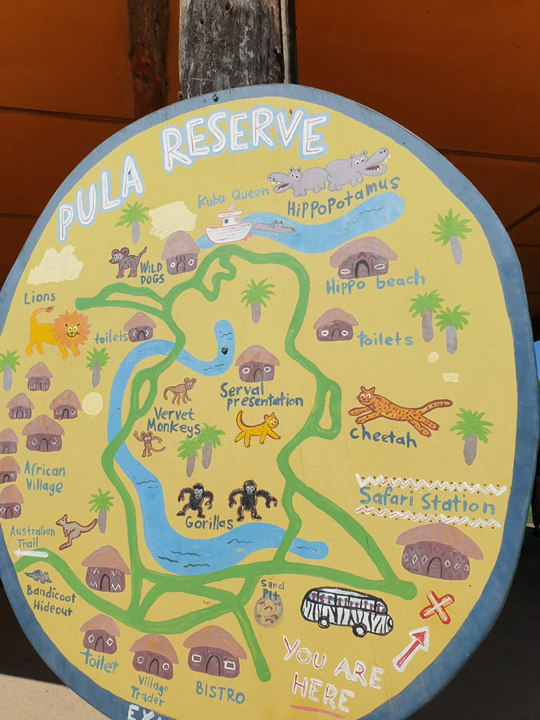 PULA RESERVE
Kubu Queen
HiPPoPotamus
WilD
DOGS
Hippo beach
Lions
toilets
toilets
Serval
presentation
Vervet
Monkeys
Cheetah
African
Village
Safari Station
Gorillas
Australian
Trail
Bandicoot
Hideout
Sand
Pit
toilet
Village
Trader
BISTRO
YOU ARE
HERE